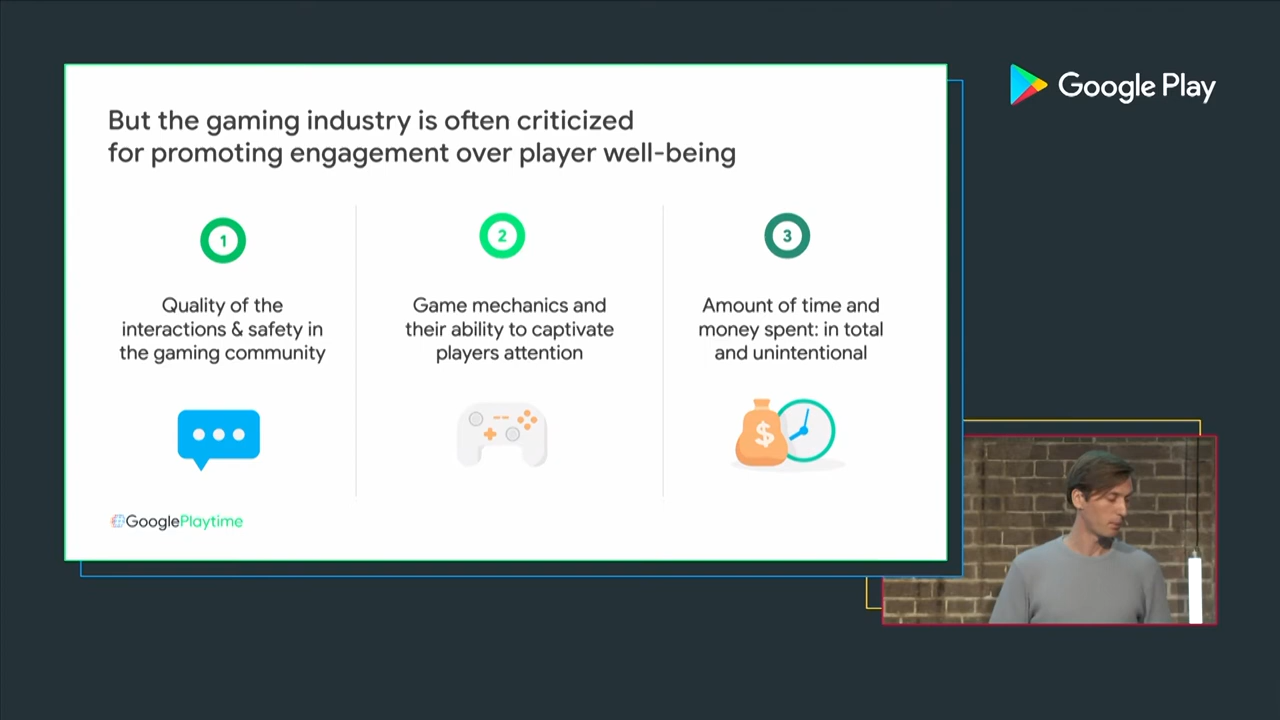 But the gaming industry is often criticized
for promoting engagement over player well-being
1
Quality of the
interactions & safety in
the gaming community
2
Game mechanics and
their ability to captivate
players attention
3
Amount of time and
money spent: in total
and unintentional
$
#GooglePlaytime
Google Play